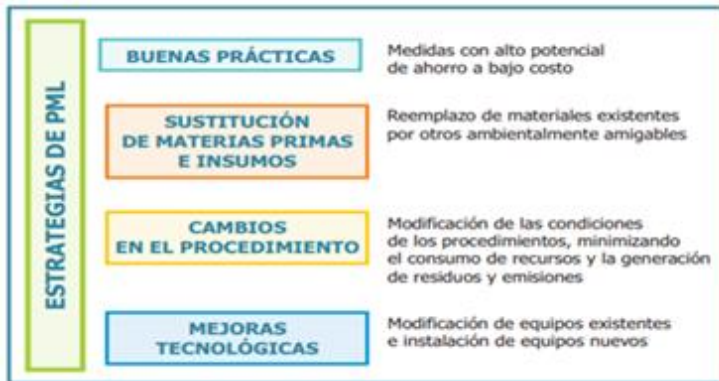 ESTRATEGIAS DE PML
BUENAS PRÁCTICAS
Medidas con alto potencial
de ahorro a bajo costo
SUSTITUCIÓN
DE MATERIAS PRIMAS
E INSUMOS
Reemplazo de materiales existentes
por otros ambientalmente amigables
CAMBIOS
EN EL PROCEDIMIENTO
Modificación de las condiciones
de los procedimientos, minimizando
el consumo de recursos y la generación
de residuos y emisiones
MEJORAS
TECNOLÓGICAS
Modificación de equipos existentes
e instalación de equipos nuevos